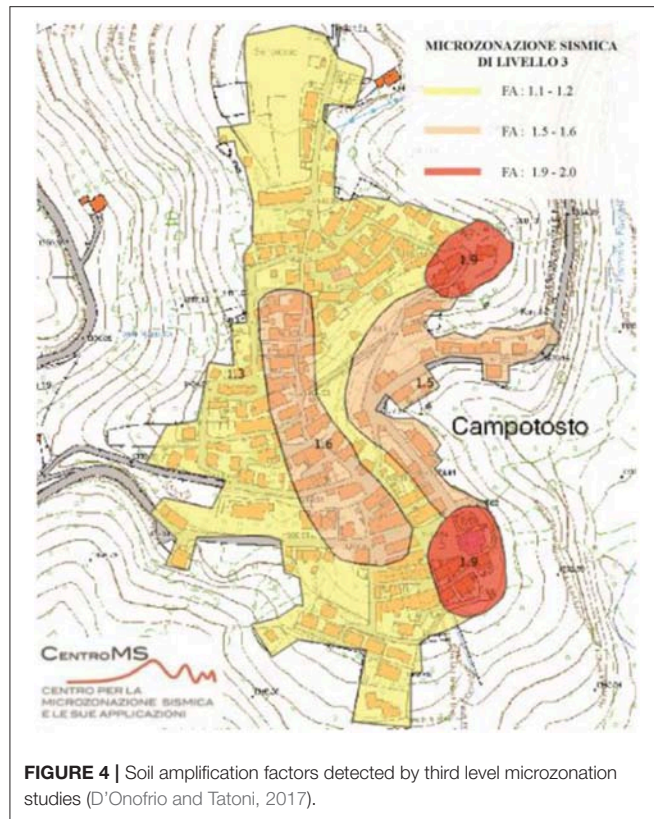 MICROZONAZIONE SISMICA
DI LIVELLO 3
FA : 1.1 - 1.2
FA : 1.5 - 1.6
FA : 1.9 - 2.0
1.9
1.3
1.5
1.6
Campotosto
1.9
CENTROMS
CENTRO PER LA
MICROZONAZIONE SISMICA
E LE SUE APPLICAZIONI
FIGURE 4 | Soil amplification factors detected by third level microzonation
studies (D'Onofrio and Tatoni, 2017).